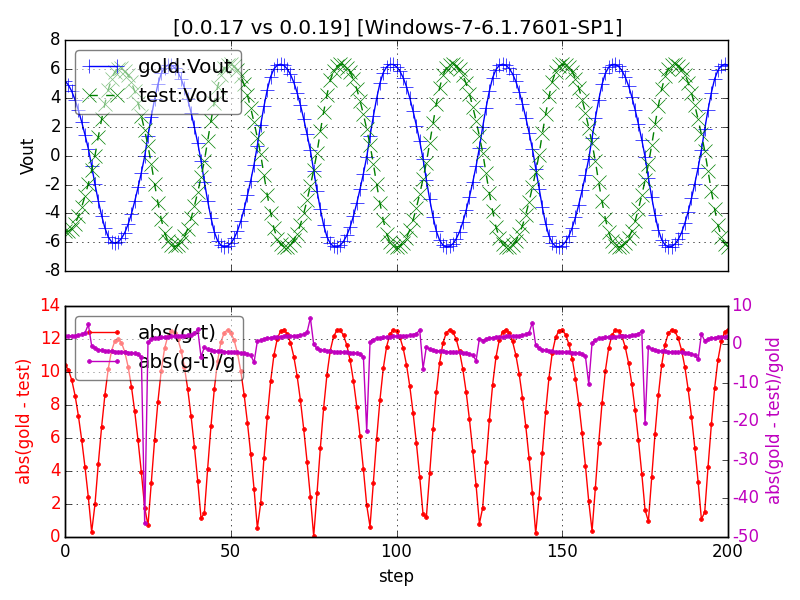 [0.0.17 vs 0.0.19] [Windows-7-6.1.7601-SP1]
8
6
4
2
0
-2
-4
-6
-8
Vout
gold:Vout
test:Vout
14
12
10
8
6
4
2
0
abs(gold - test)
abs(g-t)
abs(g-t)/g
10
0
-10
-20
-30
-40
-50
abs(gold - test)/gold
0 50 100 150 200
step